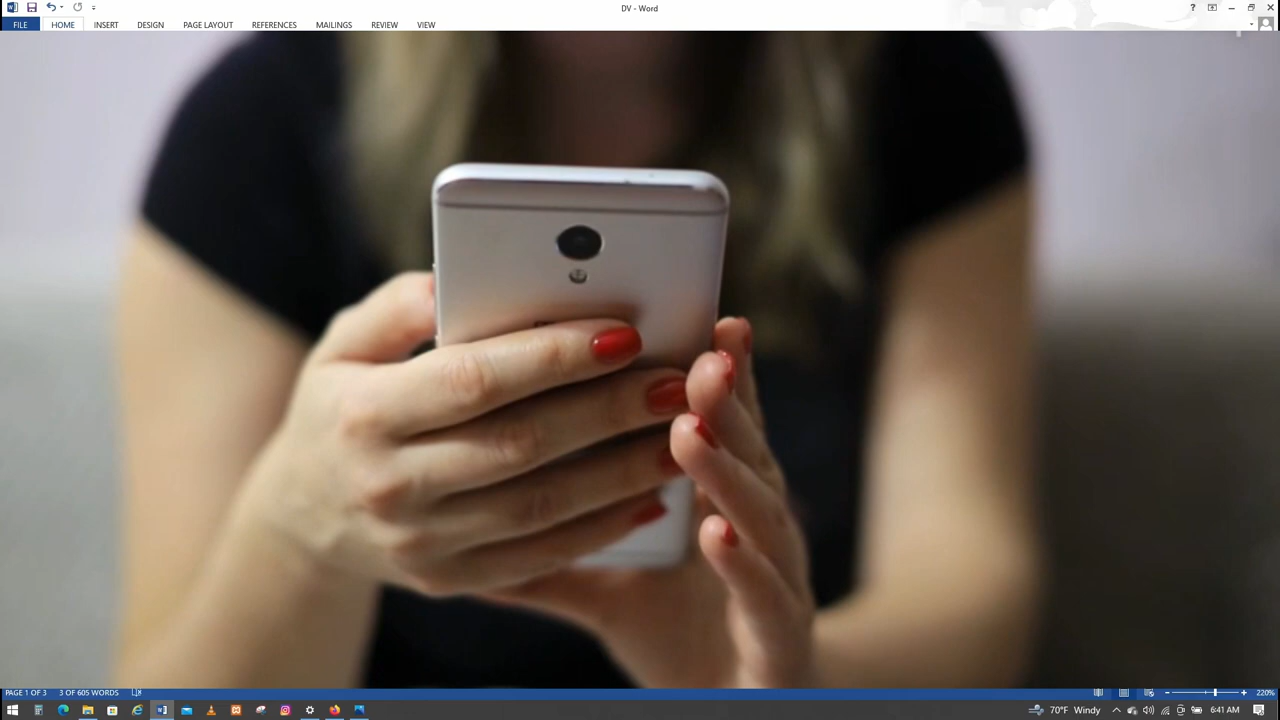 DV - Word
FILE HOME INSERT DESIGN PAGE LAYOUT REFERENCES MAILINGS REVIEW VIEW
PAGE 1 OF 3 3 OF 605 WORDS 220%
70°F Windy 6:41 AM